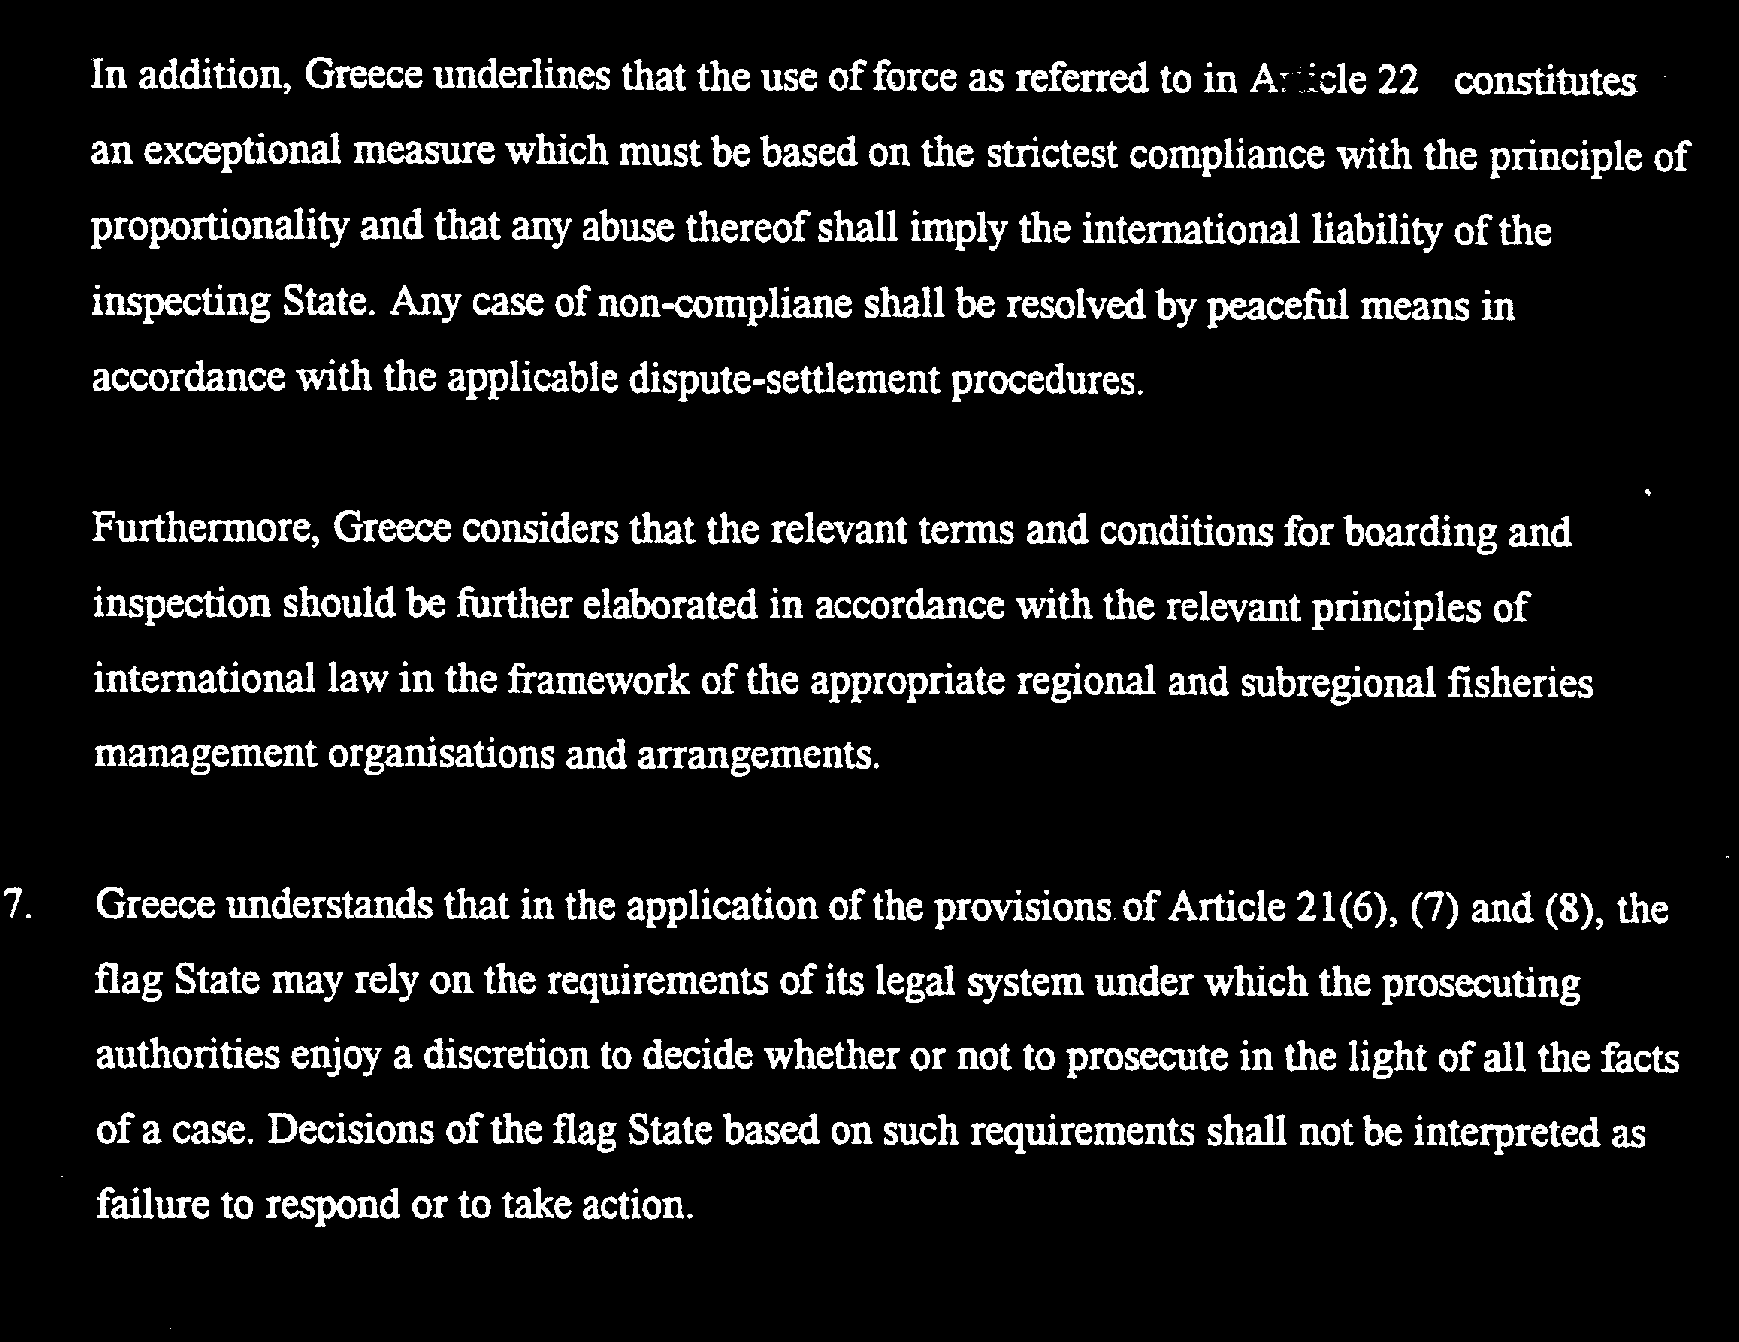 In addition, Greece underlines that the use of force as referred to in Article 22 constitutes
an exceptional measure which must be based on the strictest compliance with the principle of
proportionality and that any abuse thereof shall imply the international liability of the
inspecting State. Any case of non-compliane shall be resolved by peaceful means in
accordance with the applicable dispute-settlement procedures.
Furthermore, Greece considers that the relevant terms and conditions for boarding and
inspection should be further elaborated in accordance with the relevant principles of
international law in the framework of the appropriate regional and subregional fisheries
management organisations and arrangements.
7. Greece understands that in the application of the provisions of Article 21(6), (7) and (8), the
flag State may rely on the requirements of its legal system under which the prosecuting
authorities enjoy a discretion to decide whether or not to prosecute in the light of all the facts
of a case. Decisions of the flag State based on such requirements shall not be interpreted as
failure to respond or to take action.